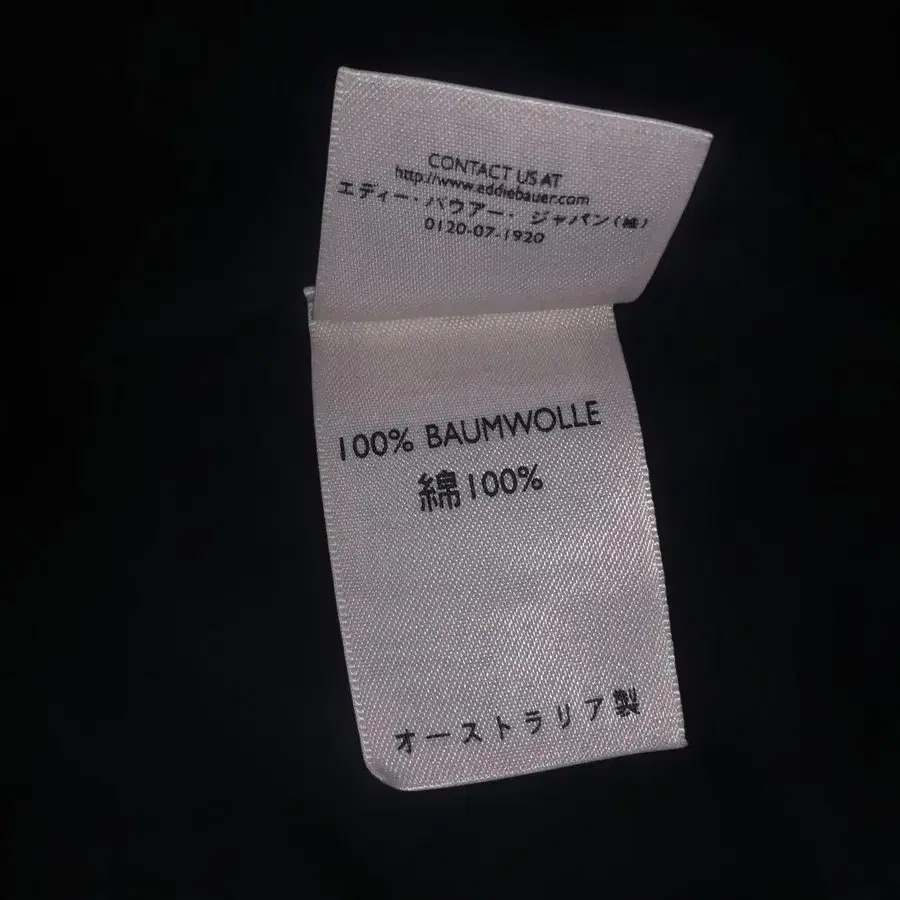 CONTACT US AT
http://www.eddiebauer.com
エディー・バウアー・ジャパン(株)
0120-07-1920
100% BAUMWOLLE
綿100%
オーストラリア製